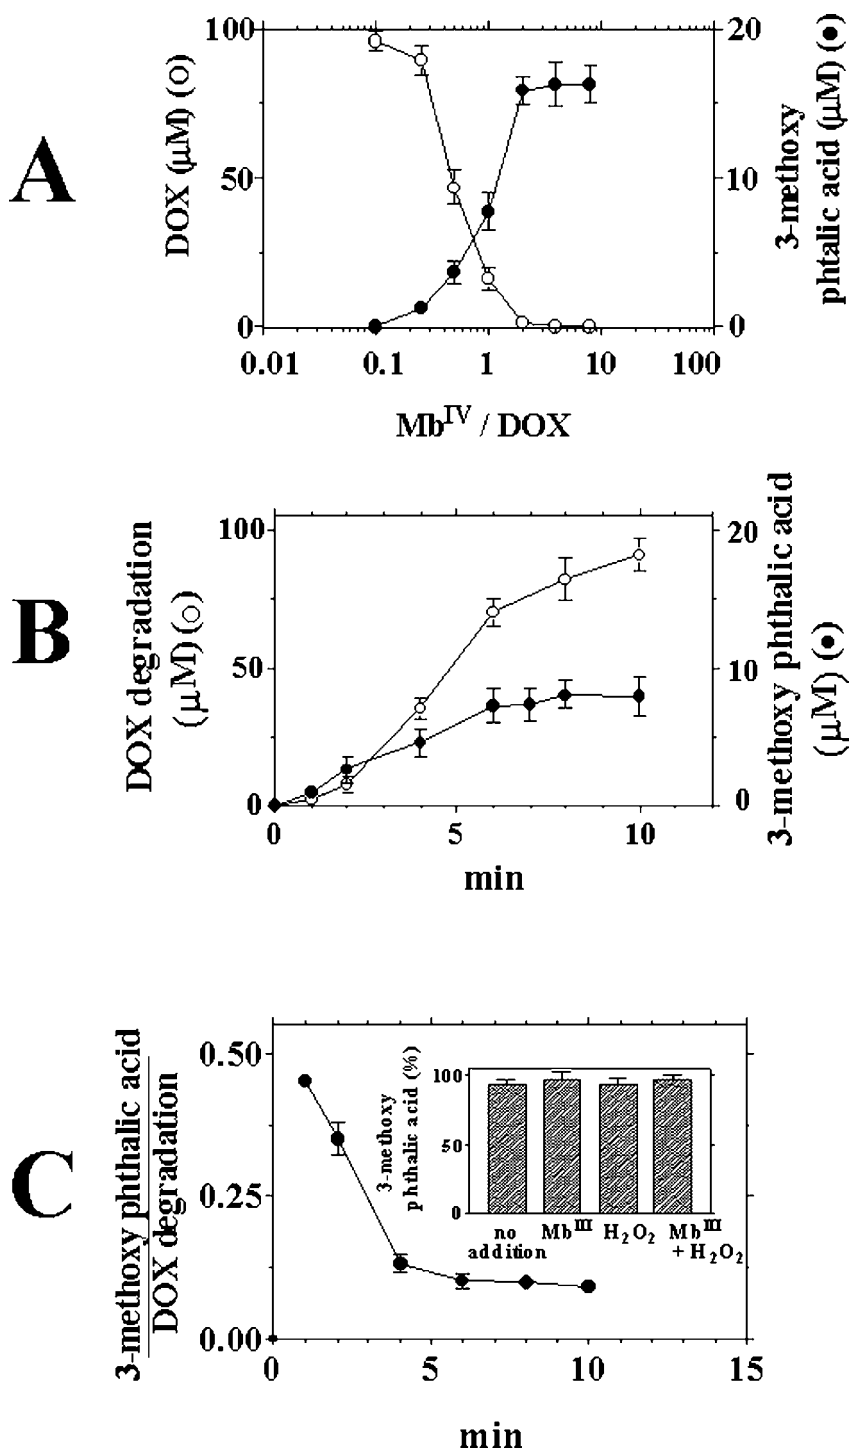 A
DOX (μM) (○)
100
50
0
20
10
0
3-methoxy
phtalic acid (μM) (●)
0.01
0.1
1
10
100
Mb^IV / DOX
B
DOX degradation
(μM) (○)
100
50
0
20
10
0
3-methoxy phthalic acid
(μM) (●)
0
5
10
min
C
3-methoxy phthalic acid
DOX degradation
0.50
0.25
0.00
3-methoxy
phthalic acid (%)
100
50
0
no
addition
Mb^III
H₂O₂
Mb^III
+ H₂O₂
0
5
10
15
min